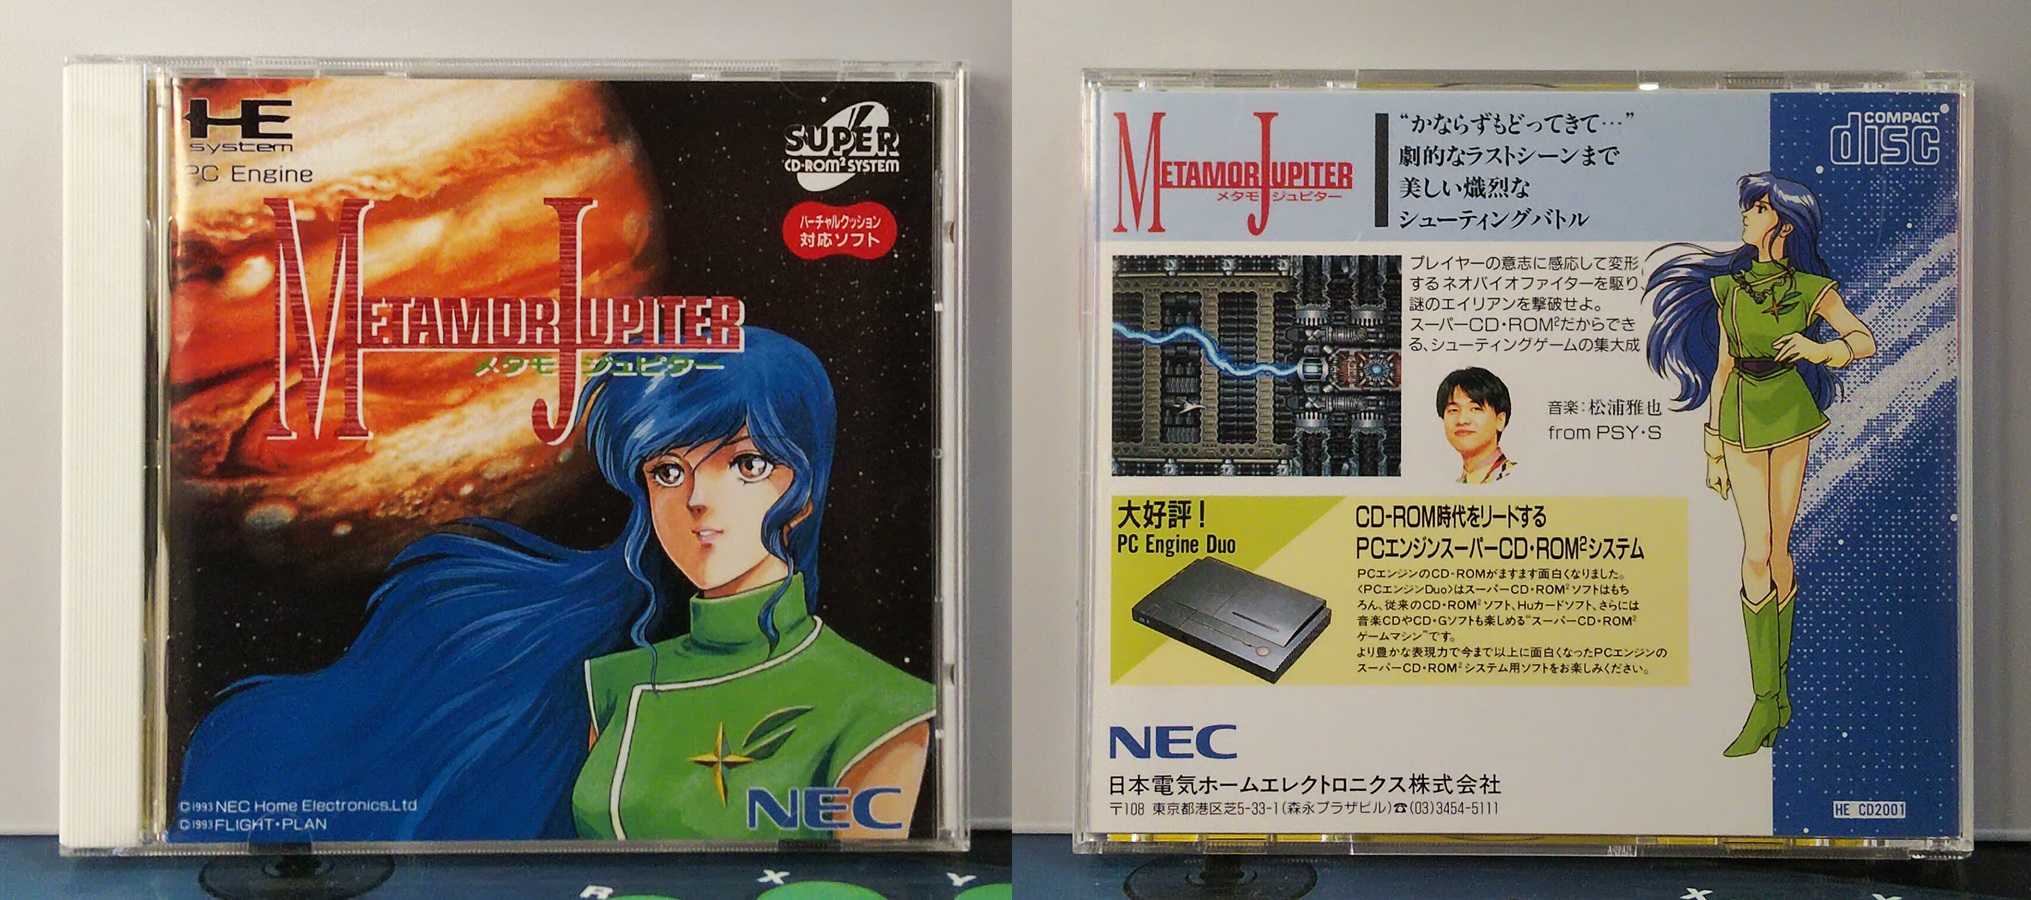 HE
system
PC Engine
SUPER
CD-ROM² SYSTEM
バーチャルクッション
対応ソフト
METAMOR JUPITER
メタモ ジュピター
©1993 NEC Home Electronics.Ltd
©1993 FLIGHT・PLAN
NEC
R
X
Y
METAMOR JUPITER
メタモ ジュピター
“かならずもどってきて…”
劇的なラストシーンまで
美しい熾烈な
シューティングバトル
COMPACT
disc
プレイヤーの意志に感応して変形
するネオバイオファイターを駆り、
謎のエイリアンを撃破せよ。
スーパーCD・ROM²だからでき
る、シューティングゲームの集大成
音楽：松浦雅也
from PSY・S
大好評！
PC Engine Duo
CD-ROM時代をリードする
PCエンジンスーパーCD・ROM²システム
PCエンジンのCD-ROMがますます面白くなりました。
〈PCエンジンDuo〉はスーパーCD・ROM²ソフトはもち
ろん、従来のCD・ROM²ソフト、Huカードソフト、さらには
音楽CDやCD・Gソフトも楽しめる“スーパーCD・ROM²
ゲームマシン”です。
より豊かな表現力で今まで以上に面白くなったPCエンジンの
スーパーCD・ROM²システム用ソフトをお楽しみください。
NEC
日本電気ホームエレクトロニクス株式会社
〒108 東京都港区芝5-33-1(森永プラザビル)☎(03)3454-5111
HE CD2001
X